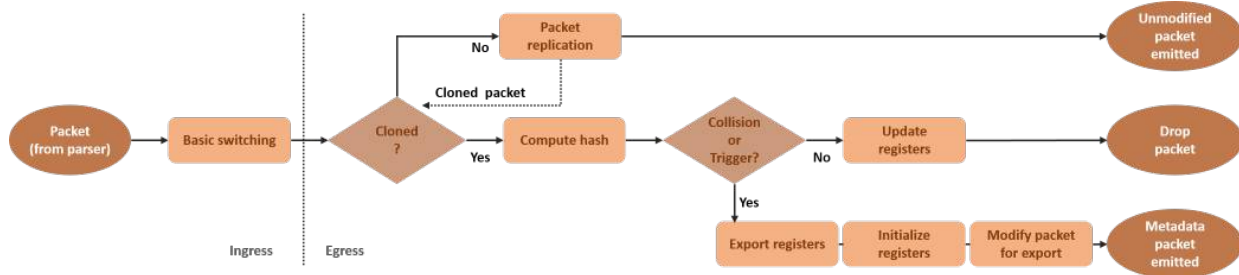 Packet
(from parser)
Basic switching
Ingress
Egress
Cloned
?
No
Packet
replication
Cloned packet
Unmodified
packet
emitted
Yes
Compute hash
Collision
or
Trigger?
No
Update
registers
Drop
packet
Yes
Export registers
Initialize
registers
Modify packet
for export
Metadata
packet
emitted